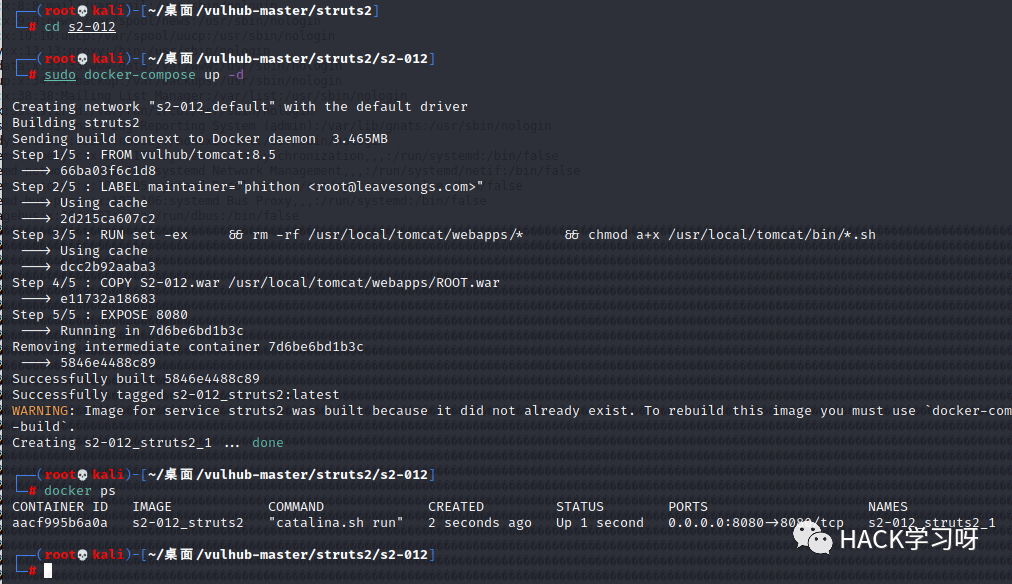 ┌──(root💀kali)-[~/桌面/vulhub-master/struts2]
└─# cd s2-012
┌──(root💀kali)-[~/桌面/vulhub-master/struts2/s2-012]
└─# sudo docker-compose up -d
Creating network "s2-012_default" with the default driver
Building struts2
Sending build context to Docker daemon  3.465MB
Step 1/5 : FROM vulhub/tomcat:8.5
 ---> 66ba03f6c1d8
Step 2/5 : LABEL maintainer="phithon <root@leavesongs.com>"
 ---> Using cache
 ---> 2d215ca607c2
Step 3/5 : RUN set -ex     && rm -rf /usr/local/tomcat/webapps/*     && chmod a+x /usr/local/tomcat/bin/*.sh
 ---> Using cache
 ---> dcc2b92aaba3
Step 4/5 : COPY S2-012.war /usr/local/tomcat/webapps/ROOT.war
 ---> e11732a18683
Step 5/5 : EXPOSE 8080
 ---> Running in 7d6be6bd1b3c
Removing intermediate container 7d6be6bd1b3c
 ---> 5846e4488c89
Successfully built 5846e4488c89
Successfully tagged s2-012_struts2:latest
WARNING: Image for service struts2 was built because it did not already exist. To rebuild this image you must use `docker-com
-build`.
Creating s2-012_struts2_1 ... done
┌──(root💀kali)-[~/桌面/vulhub-master/struts2/s2-012]
└─# docker ps
CONTAINER ID   IMAGE            COMMAND             CREATED         STATUS         PORTS                    NAMES
aacf995b6a0a   s2-012_struts2   "catalina.sh run"   2 seconds ago   Up 1 second    0.0.0.0:8080->8080/tcp   s2-012_struts2_1
┌──(root💀kali)-[~/桌面/vulhub-master/struts2/s2-012]
└─#
HACK学习呀